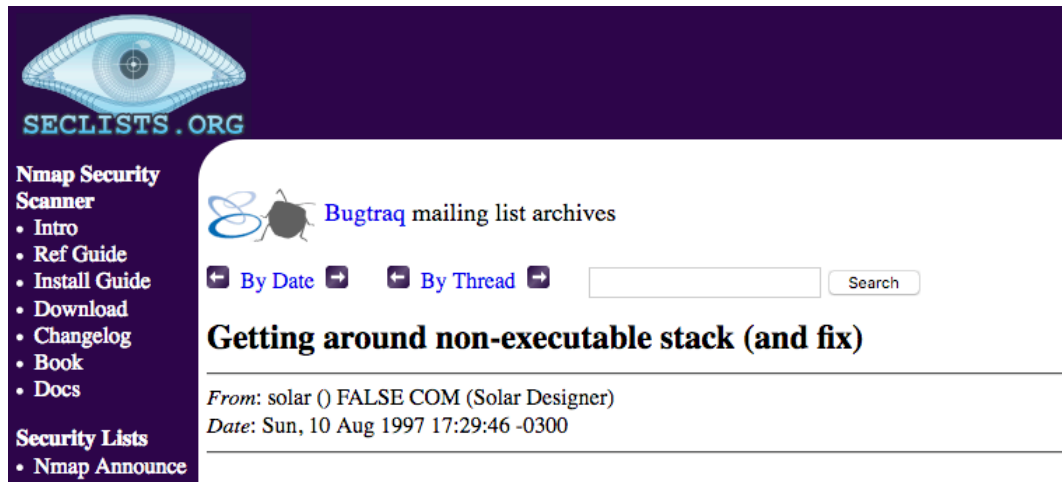 SECLISTS.ORG
Nmap Security
Scanner
• Intro
• Ref Guide
• Install Guide
• Download
• Changelog
• Book
• Docs
Security Lists
• Nmap Announce
Bugtraq mailing list archives
By Date By Thread Search
Getting around non-executable stack (and fix)
From: solar () FALSE COM (Solar Designer)
Date: Sun, 10 Aug 1997 17:29:46 -0300